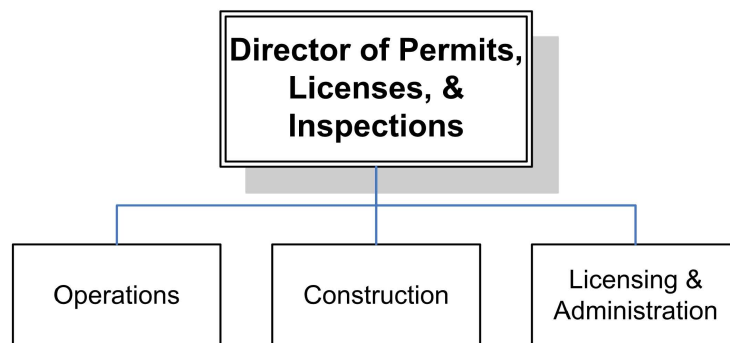 Director of Permits,
Licenses, &
Inspections
Operations
Construction
Licensing &
Administration